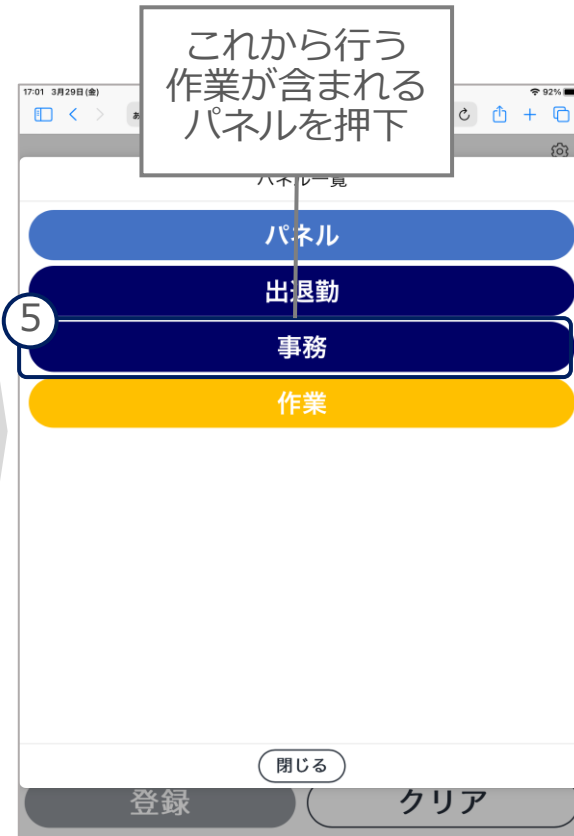 これから行う
作業が含まれる
パネルを押下
17:01 3月29日(金)
92%
パネル一覧
パネル
出退勤
5
事務
作業
閉じる
登録
クリア